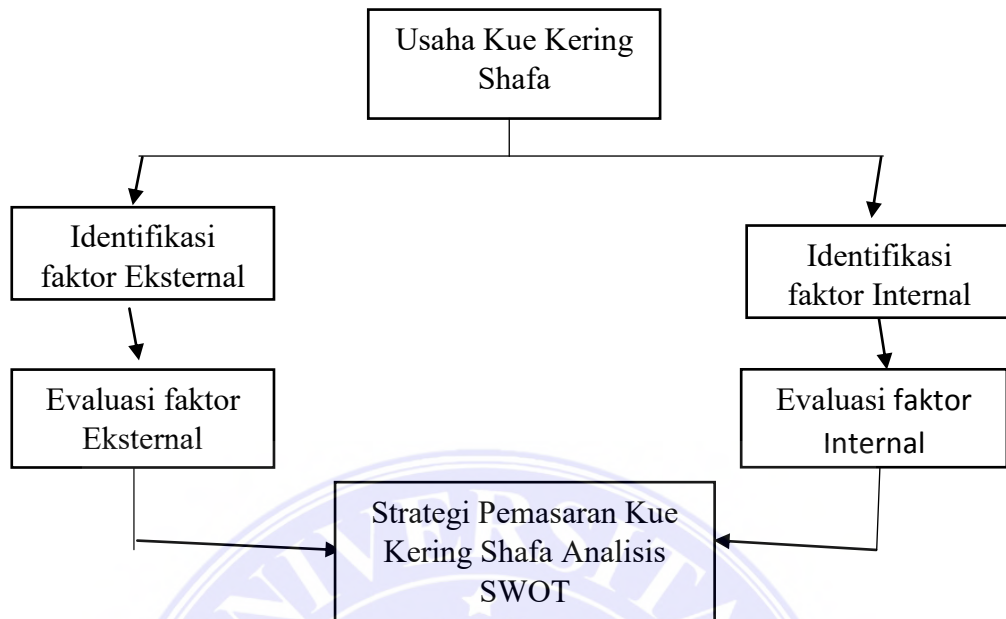 Usaha Kue Kering
Shafa
Identifikasi
faktor Eksternal
Identifikasi
faktor Internal
Evaluasi faktor
Eksternal
Evaluasi faktor
Internal
Strategi Pemasaran Kue
Kering Shafa Analisis
SWOT
UNIVERSITA